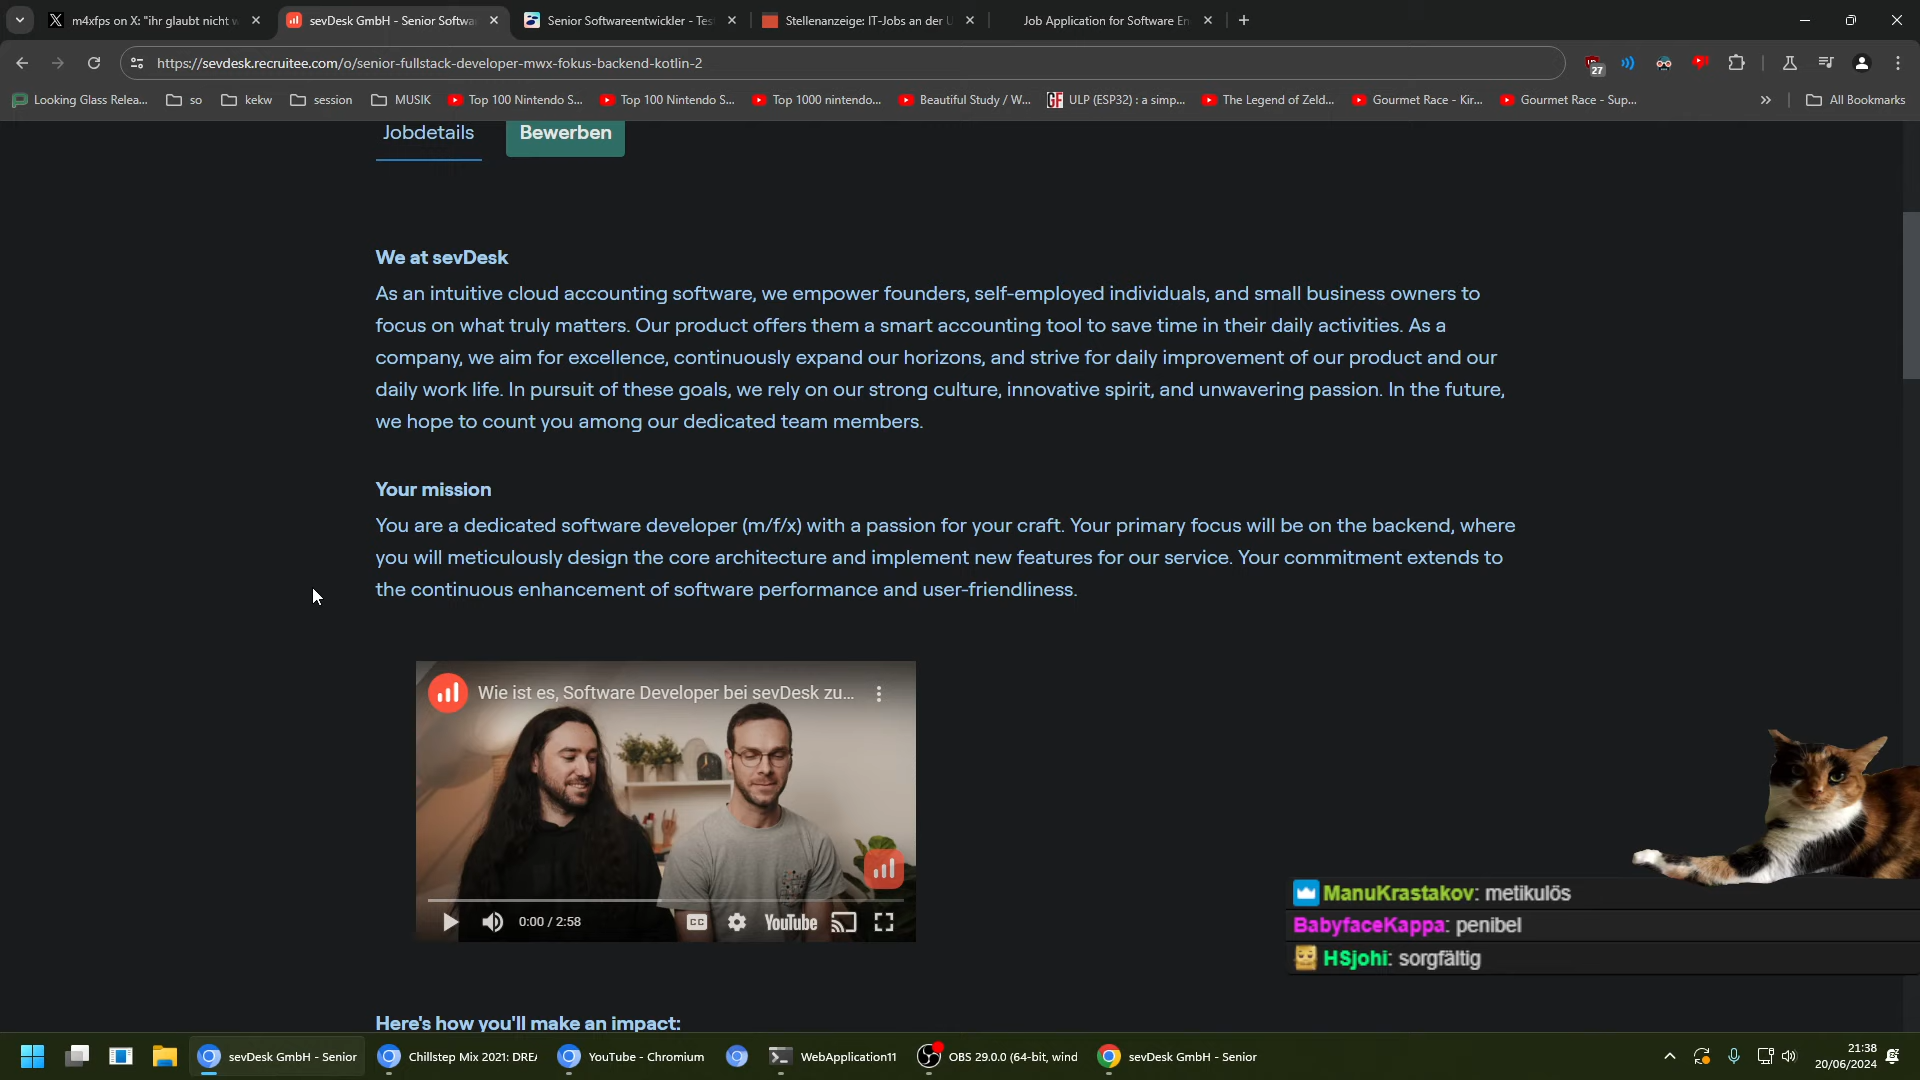 m4xfps on X: "ihr glaubt nicht w
sevDesk GmbH - Senior Softwa
Senior Softwareentwickler - Tes
Stellenanzeige: IT-Jobs an der U
Job Application for Software En
https://sevdesk.recruitee.com/o/senior-fullstack-developer-mwx-fokus-backend-kotlin-2
27
Looking Glass Relea...
so
kekw
session
MUSIK
Top 100 Nintendo S...
Top 100 Nintendo S...
Top 1000 nintendo...
Beautiful Study / W...
GF
ULP (ESP32) : a simp...
The Legend of Zeld...
Gourmet Race - Kir...
Gourmet Race - Sup...
All Bookmarks
Jobdetails
Bewerben
We at sevDesk
As an intuitive cloud accounting software, we empower founders, self-employed individuals, and small business owners to
focus on what truly matters. Our product offers them a smart accounting tool to save time in their daily activities. As a
company, we aim for excellence, continuously expand our horizons, and strive for daily improvement of our product and our
daily work life. In pursuit of these goals, we rely on our strong culture, innovative spirit, and unwavering passion. In the future,
we hope to count you among our dedicated team members.
Your mission
You are a dedicated software developer (m/f/x) with a passion for your craft. Your primary focus will be on the backend, where
you will meticulously design the core architecture and implement new features for our service. Your commitment extends to
the continuous enhancement of software performance and user-friendliness.
Wie ist es, Software Developer bei sevDesk zu...
0:00 / 2:58
CC
YouTube
ManuKrastakov: metikulös
BabyfaceKappa: penibel
HSjohi: sorgfältig
Here's how you'll make an impact:
sevDesk GmbH - Senior
Chillstep Mix 2021: DREA
YouTube - Chromium
WebApplication11
OBS 29.0.0 (64-bit, wind
sevDesk GmbH - Senior
21:38
20/06/2024